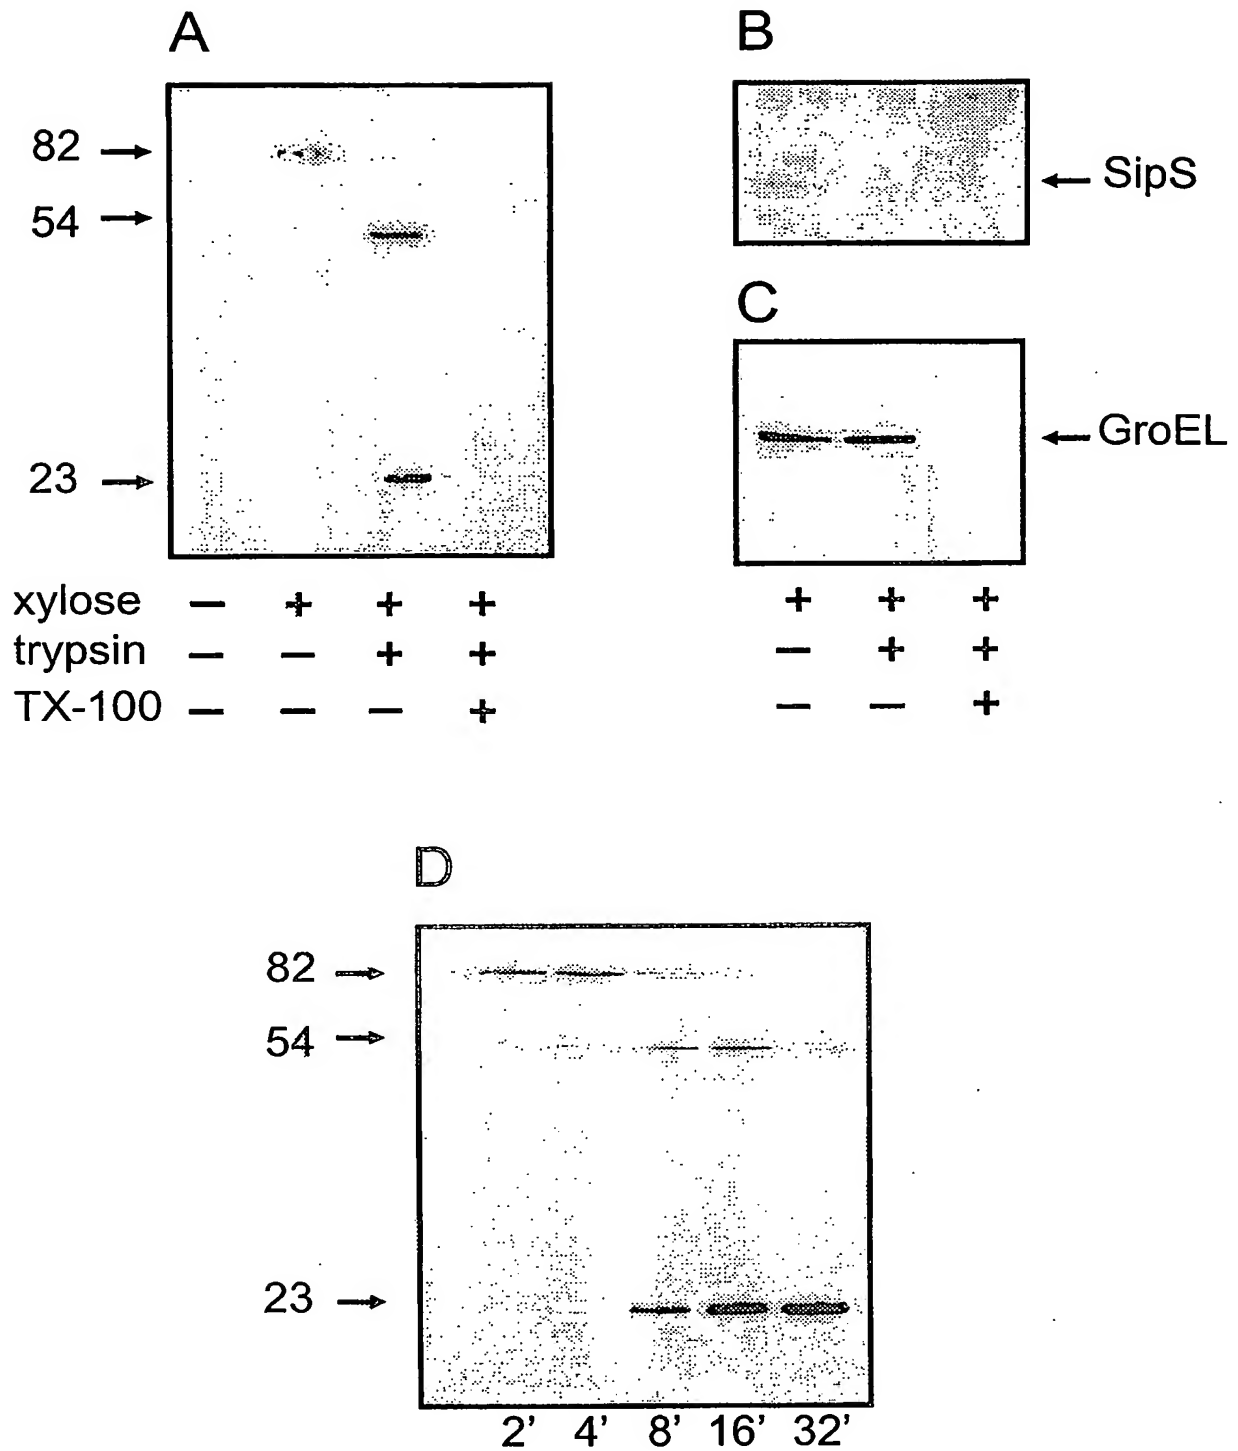 A
82
54
23
xylose — + + +
trypsin — — + +
TX-100 — — — +
B
SipS
C
GroEL
+ + +
— + +
— — +
D
82
54
23
2’ 4’ 8’ 16’ 32’